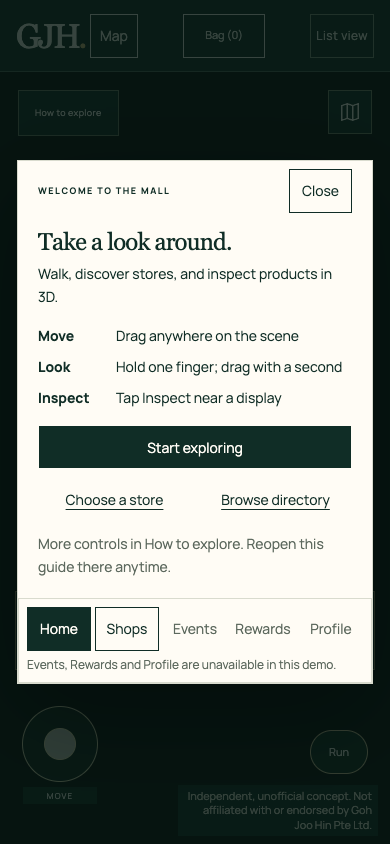 GJH.
Map
Bag (0)
List view
How to explore
WELCOME TO THE MALL
Close
Take a look around.
Walk, discover stores, and inspect products in
3D.
Move Drag anywhere on the scene
Look Hold one finger; drag with a second
Inspect Tap Inspect near a display
Start exploring
Choose a store Browse directory
More controls in How to explore. Reopen this
guide there anytime.
Home Shops Events Rewards Profile
Events, Rewards and Profile are unavailable in this demo.
MOVE
Run
Independent, unofficial concept. Not
affiliated with or endorsed by Goh
Joo Hin Pte Ltd.